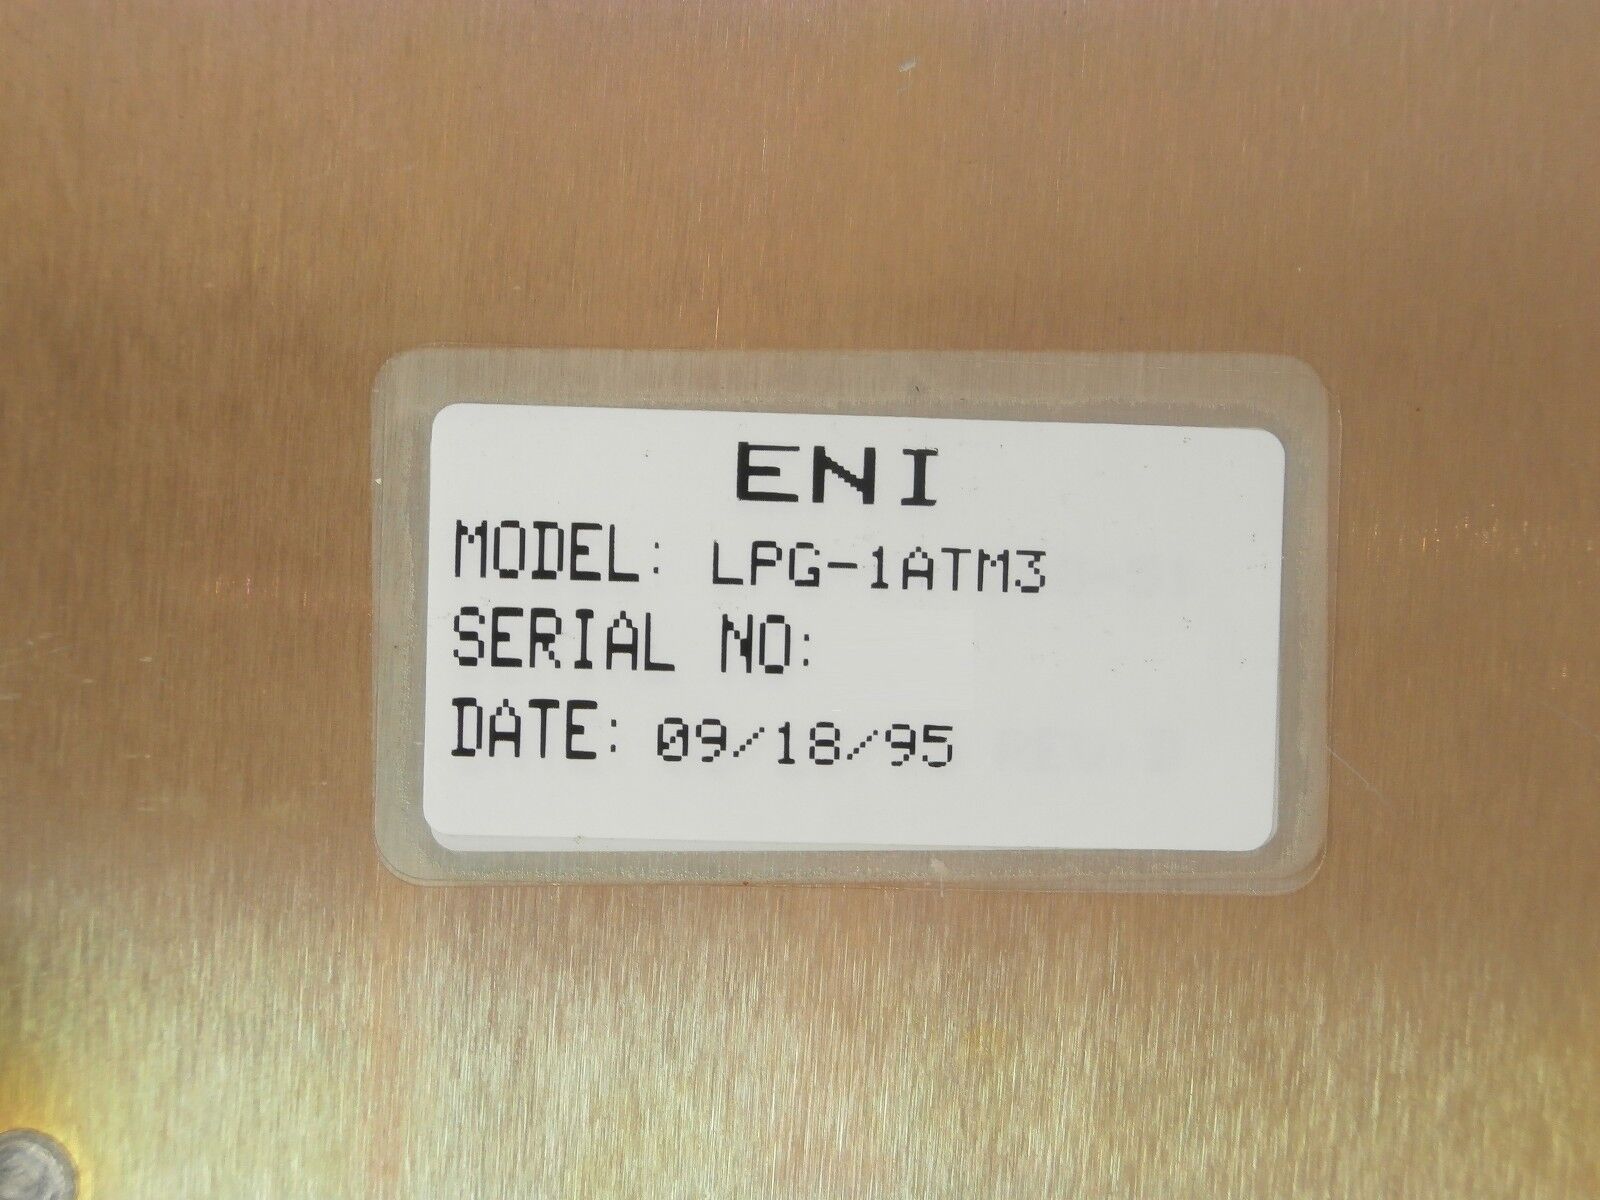 ENI
MODEL: LPG-1ATM3
SERIAL NO:
DATE: 09/18/95